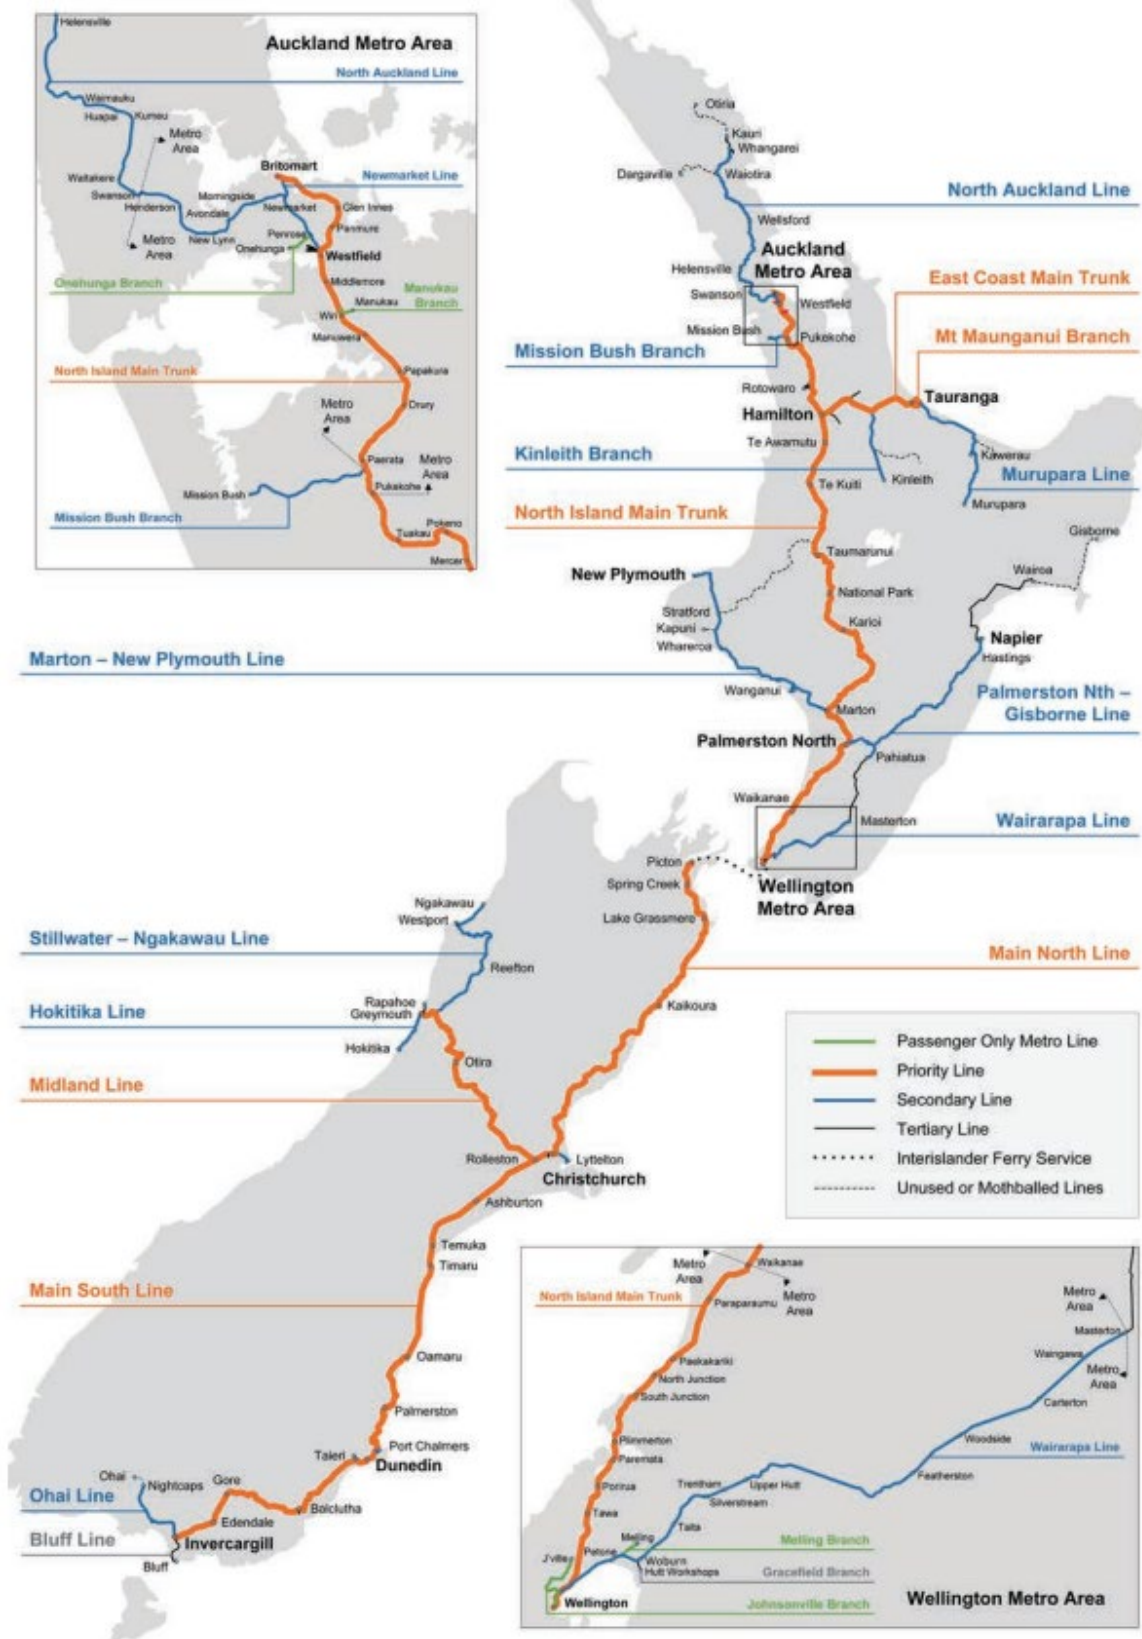 Helensville
Auckland Metro Area
North Auckland Line
Waimauku
Huapai
Kumeu
Metro
Area
Britomart
Waitakere
Newmarket Line
Swanson
Morningside
Henderson
Newmarket
Glen Innes
Avondale
Panmure
New Lynn
Penrose
Metro
Area
Onehunga
Westfield
Onehunga Branch
Middlemore
Manukau
Branch
Manukau
Wiri
Manuwera
North Island Main Trunk
Papakura
Metro
Area
Drury
Paerata
Metro
Area
Mission Bush
Pukekohe
Mission Bush Branch
Pokeno
Tuakau
Mercer
Otiria
Kauri
Whangarei
Dargaville
Waiotira
North Auckland Line
Wellsford
Auckland
Metro Area
Helensville
East Coast Main Trunk
Swanson
Westfield
Mission Bush
Pukekohe
Mt Maunganui Branch
Mission Bush Branch
Rotowaro
Tauranga
Hamilton
Te Awamutu
Kinleith Branch
Kawerau
Kinleith
Murupara Line
Te Kuiti
North Island Main Trunk
Murupara
Gisborne
Taumarunui
New Plymouth
Wairoa
National Park
Stratford
Kapuni
Karioi
Whareroa
Napier
Hastings
Marton – New Plymouth Line
Wanganui
Palmerston Nth –
Gisborne Line
Marton
Palmerston North
Pahiatua
Waikanae
Masterton
Wairarapa Line
Picton
Spring Creek
Wellington
Metro Area
Ngakawau
Westport
Lake Grassmere
Stillwater – Ngakawau Line
Reefton
Main North Line
Rapahoe
Greymouth
Hokitika Line
Kaikoura
Hokitika
Otira
Midland Line
Passenger Only Metro Line
Priority Line
Secondary Line
Tertiary Line
Interislander Ferry Service
Unused or Mothballed Lines
Rolleston
Lyttelton
Christchurch
Ashburton
Temuka
Timaru
Main South Line
Oamaru
Palmerston
Port Chalmers
Taieri
Dunedin
Ohai
Nightcaps
Gore
Ohai Line
Balclutha
Edendale
Bluff Line
Invercargill
Bluff
Metro
Area
Waikanae
North Island Main Trunk
Metro
Area
Paraparaumu
Metro
Area
Masterton
Paekakariki
Waingawa
North Junction
Metro
Area
South Junction
Carterton
Plimmerton
Woodside
Wairarapa Line
Paremata
Featherston
Porirua
Trentham
Upper Hutt
Silverstream
Tawa
Taita
Melling
Melling Branch
Petone
J'ville
Woburn
Hutt Workshops
Gracefield Branch
Wellington
Johnsonville Branch
Wellington Metro Area